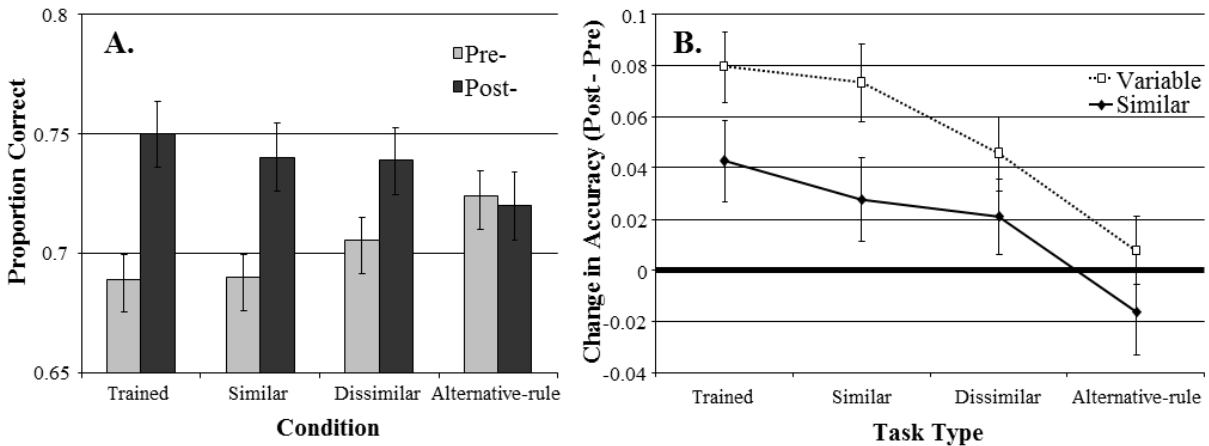 A.
Pre-
Post-
Proportion Correct
0.8
0.75
0.7
0.65
Trained
Similar
Dissimilar
Alternative-rule
Condition
B.
Variable
Similar
Change in Accuracy (Post - Pre)
0.1
0.08
0.06
0.04
0.02
0
-0.02
-0.04
Trained
Similar
Dissimilar
Alternative-rule
Task Type